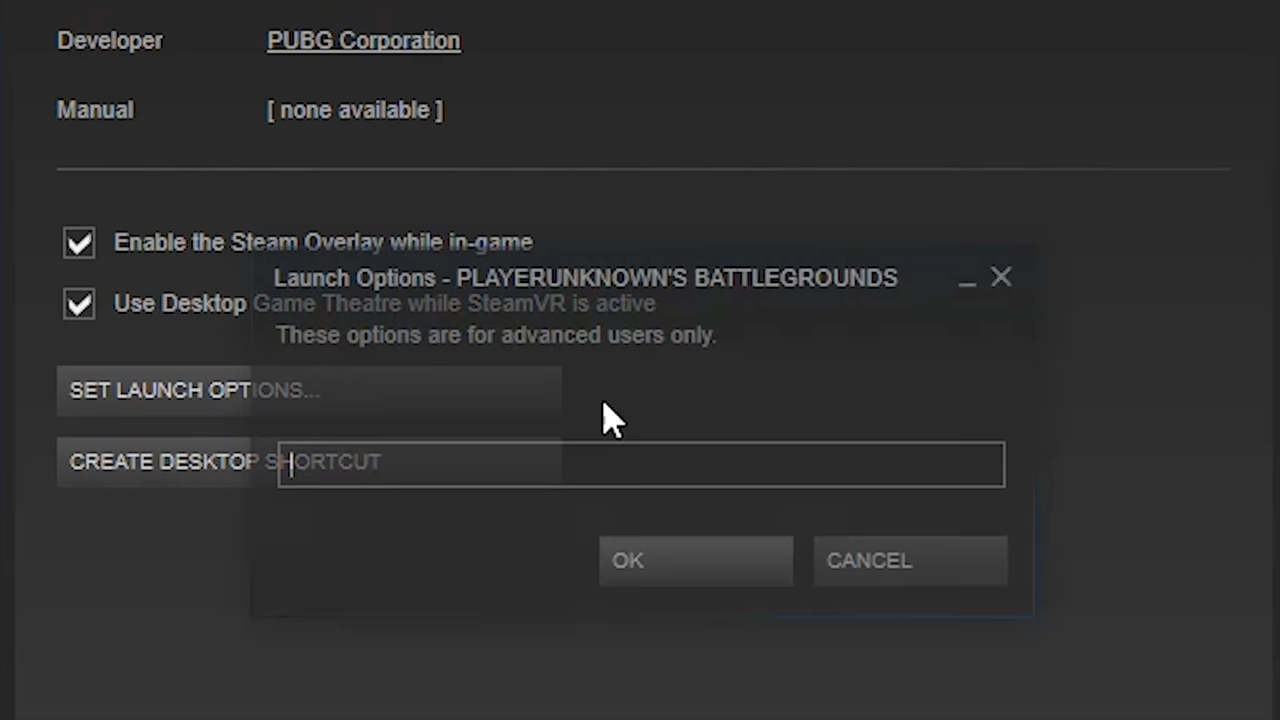 Developer PUBG Corporation
Manual [ none available ]
Enable the Steam Overlay while in-game
Launch Options - PLAYERUNKNOWN'S BATTLEGROUNDS
Use Desktop Game Theatre while SteamVR is active
These options are for advanced users only.
SET LAUNCH OPTIONS...
CREATE DESKTOP SHORTCUT
OK CANCEL